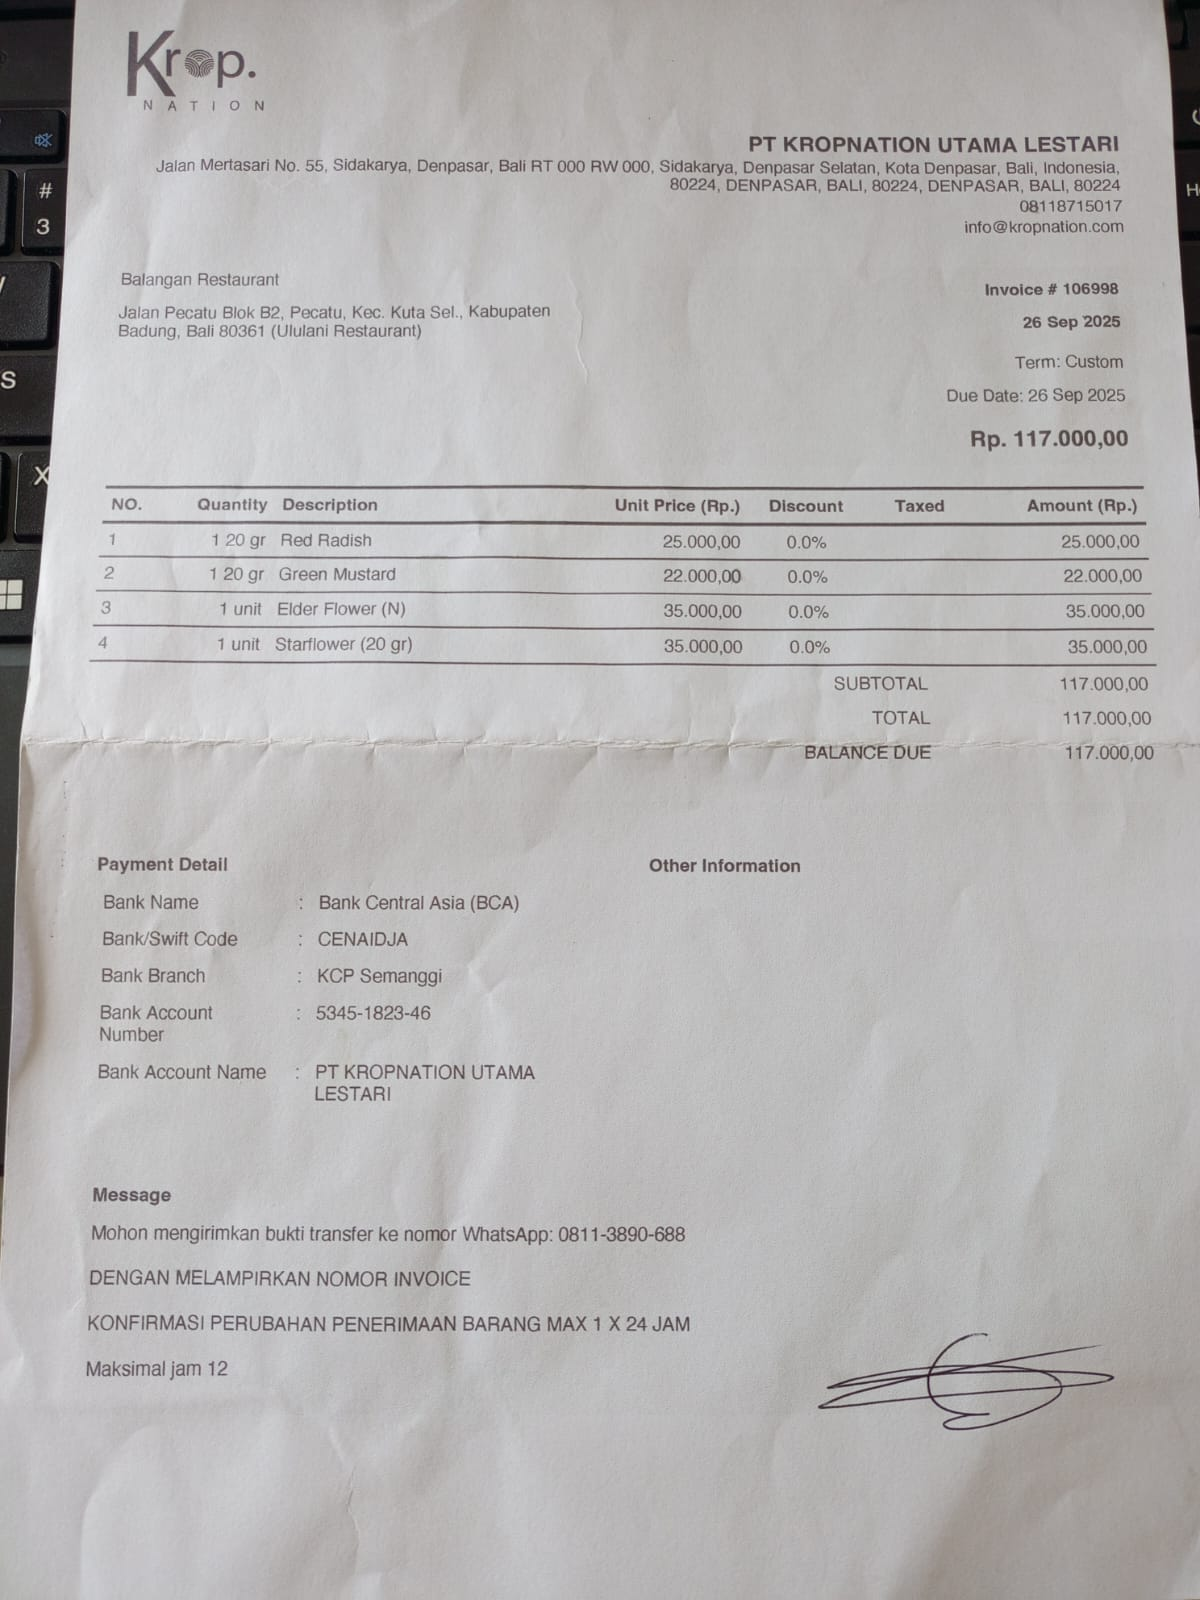 Krop.
NATION
PT KROPNATION UTAMA LESTARI
Jalan Mertasari No. 55, Sidakarya, Denpasar, Bali RT 000 RW 000, Sidakarya, Denpasar Selatan, Kota Denpasar, Bali, Indonesia,
80224, DENPASAR, BALI, 80224, DENPASAR, BALI, 80224
08118715017
info@kropnation.com
Balangan Restaurant
Jalan Pecatu Blok B2, Pecatu, Kec. Kuta Sel., Kabupaten
Badung, Bali 80361 (Ululani Restaurant)
Invoice # 106998
26 Sep 2025
Term: Custom
Due Date: 26 Sep 2025
Rp. 117.000,00
NO. Quantity Description Unit Price (Rp.) Discount Taxed Amount (Rp.)
1 1 20 gr Red Radish 25.000,00 0.0% 25.000,00
2 1 20 gr Green Mustard 22.000,00 0.0% 22.000,00
3 1 unit Elder Flower (N) 35.000,00 0.0% 35.000,00
4 1 unit Starflower (20 gr) 35.000,00 0.0% 35.000,00
SUBTOTAL 117.000,00
TOTAL 117.000,00
BALANCE DUE 117.000,00
Payment Detail
Bank Name : Bank Central Asia (BCA)
Bank/Swift Code : CENAIDJA
Bank Branch : KCP Semanggi
Bank Account : 5345-1823-46
Number
Bank Account Name : PT KROPNATION UTAMA
LESTARI
Other Information
Message
Mohon mengirimkan bukti transfer ke nomor WhatsApp: 0811-3890-688
DENGAN MELAMPIRKAN NOMOR INVOICE
KONFIRMASI PERUBAHAN PENERIMAAN BARANG MAX 1 X 24 JAM
Maksimal jam 12
#
3
S
X